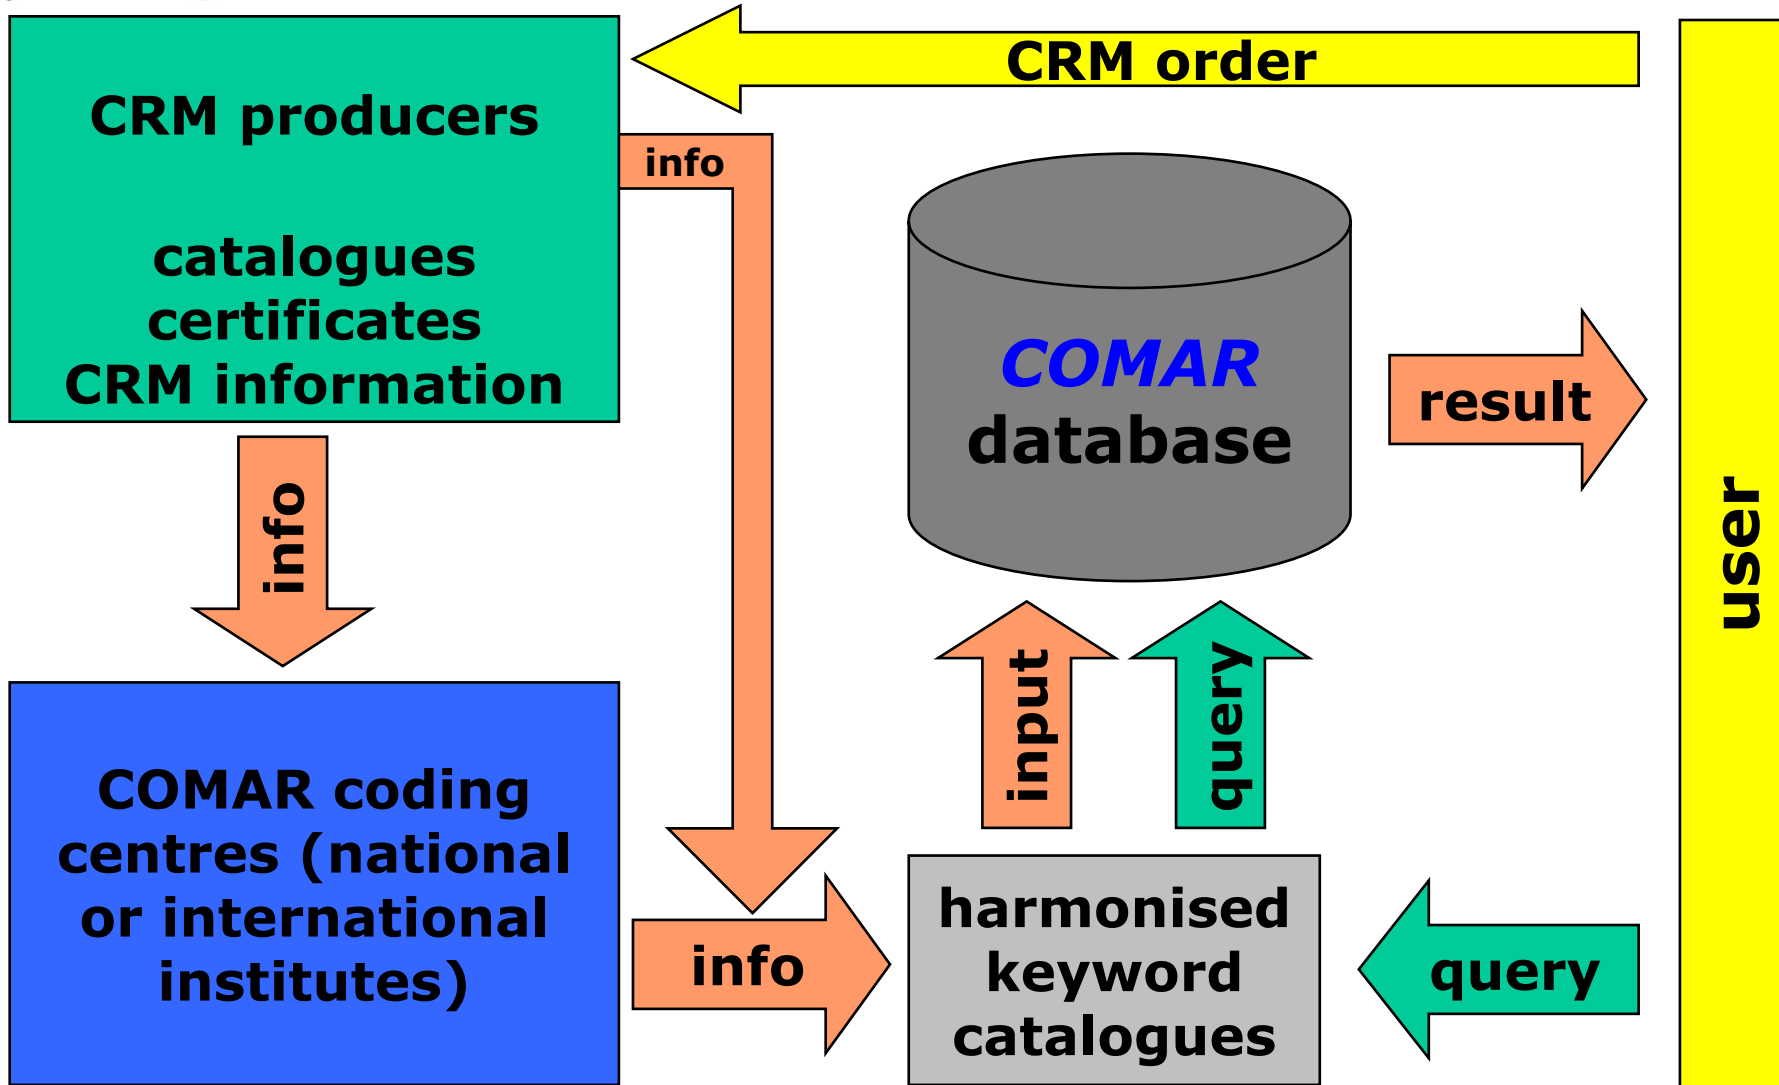 CRM order
CRM producers
catalogues
certificates
CRM information
info
COMAR
database
result
user
info
input
query
COMAR coding
centres (national
or international
institutes)
info
harmonised
keyword
catalogues
query